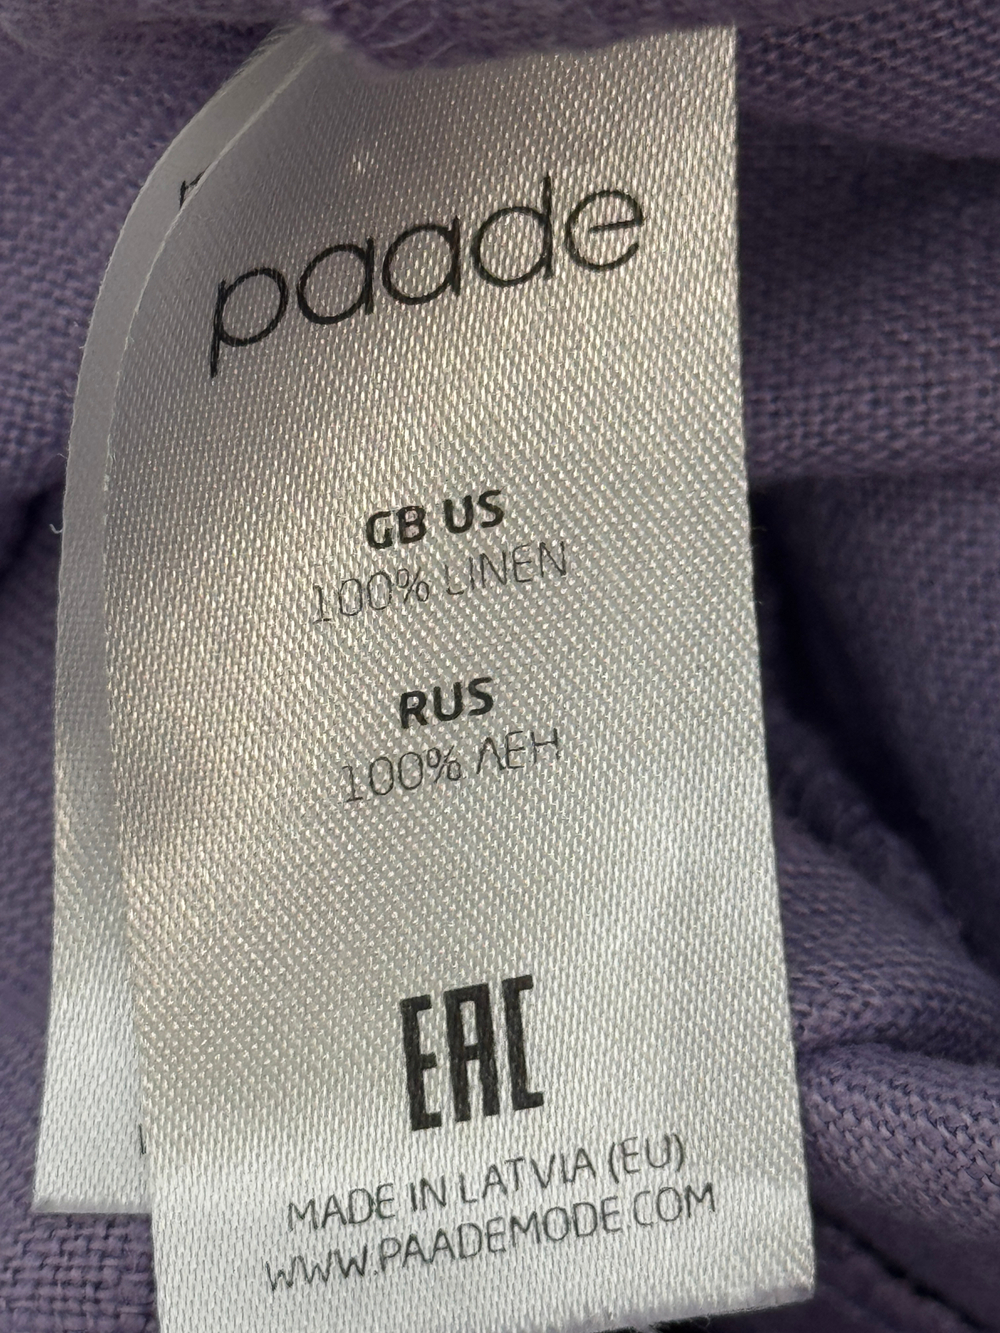 paade
GB US
100% LINEN
RUS
100% ЛЕН
EAC
MADE IN LATVIA (EU)
WWW.PAADEMODE.COM